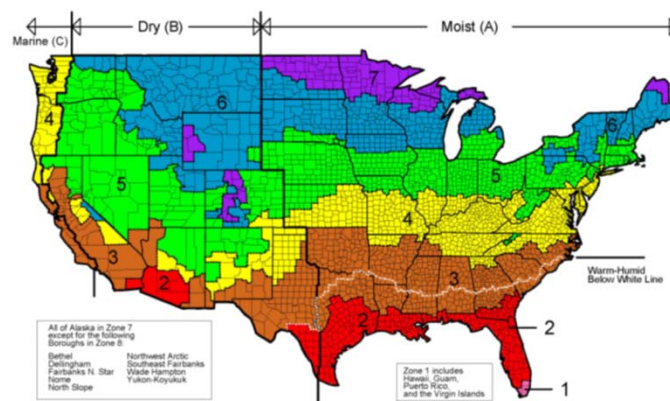 Dry (B)
Moist (A)
Marine (C)
7
6
4
6
5
5
4
3
3
2
2
Warm-Humid
Below White Line
2
1
All of Alaska in Zone 7
except for the following
Boroughs in Zone 8:
Bethel
Dellingham
Fairbanks N. Star
Nome
North Slope
Northwest Arctic
Southeast Fairbanks
Wade Hampton
Yukon-Koyukuk
Zone 1 includes
Hawaii, Guam,
Puerto Rico,
and the Virgin Islands